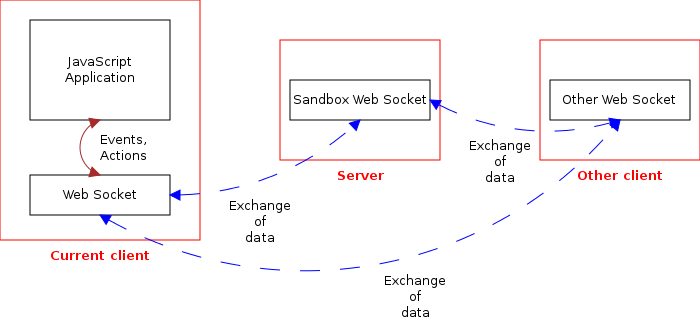 JavaScript
Application
Events,
Actions
Web Socket
Current client
Sandbox Web Socket
Server
Other Web Socket
Other client
Exchange
of
data
Exchange
of
data
Exchange
of
data